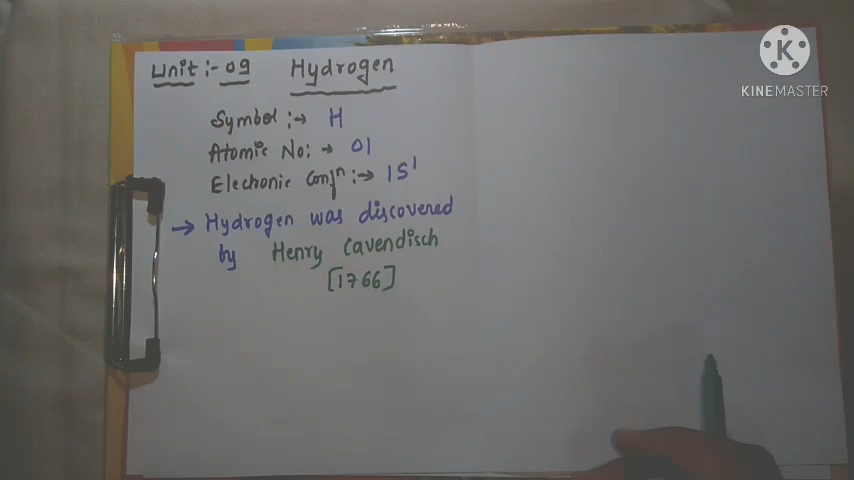 Unit :- 09 Hydrogen
Symbol :→ H
Atomic No: → 01
Electronic Confⁿ :→ 1S¹
→ Hydrogen was discovered
by Henry Cavendisch
[1766]
K
KINEMASTER